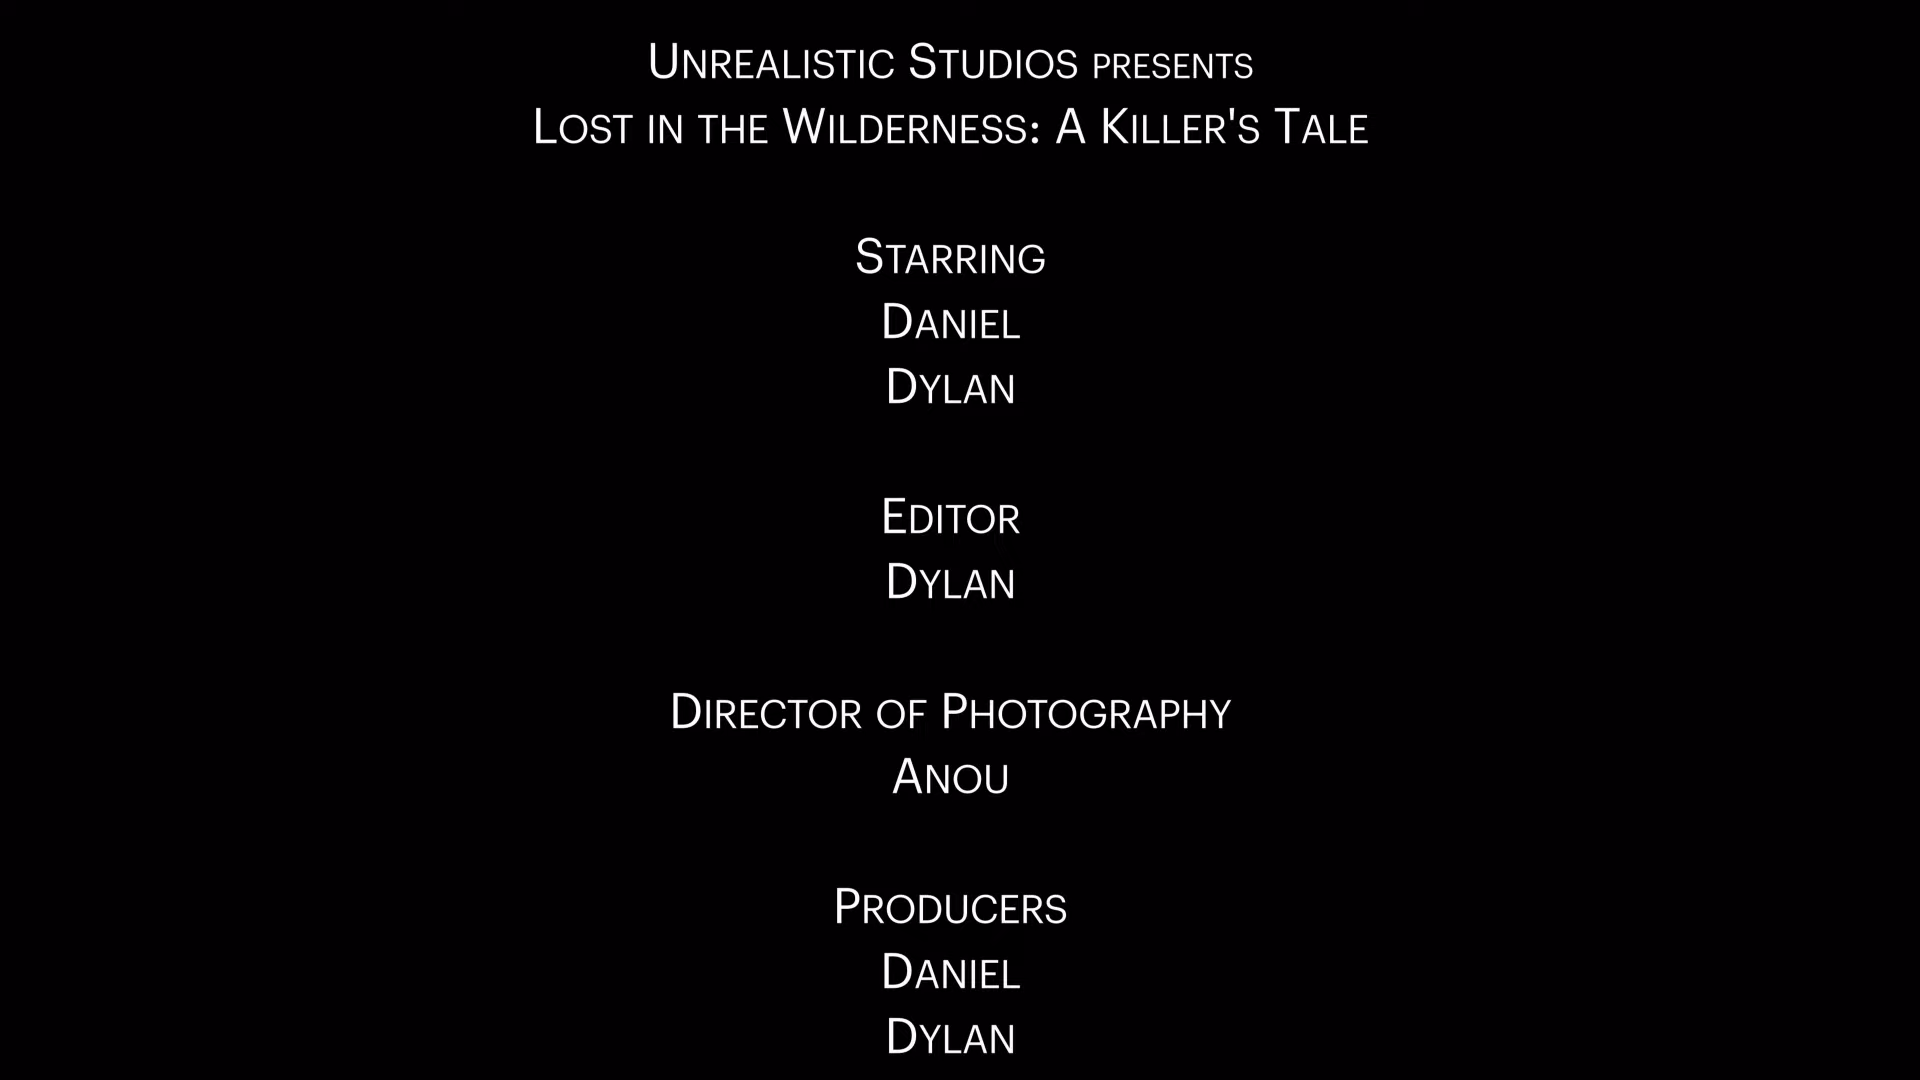 Unrealistic Studios presents
Lost in the Wilderness: A Killer's Tale
Starring
Daniel
Dylan
Editor
Dylan
Director of Photography
Anou
Producers
Daniel
Dylan